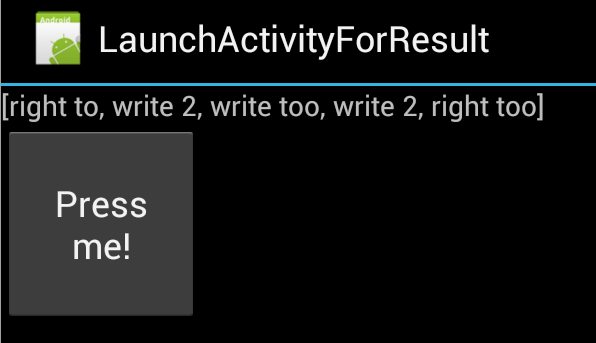 Android
LaunchActivityForResult
[right to, write 2, write too, write 2, right too]
Press
me!